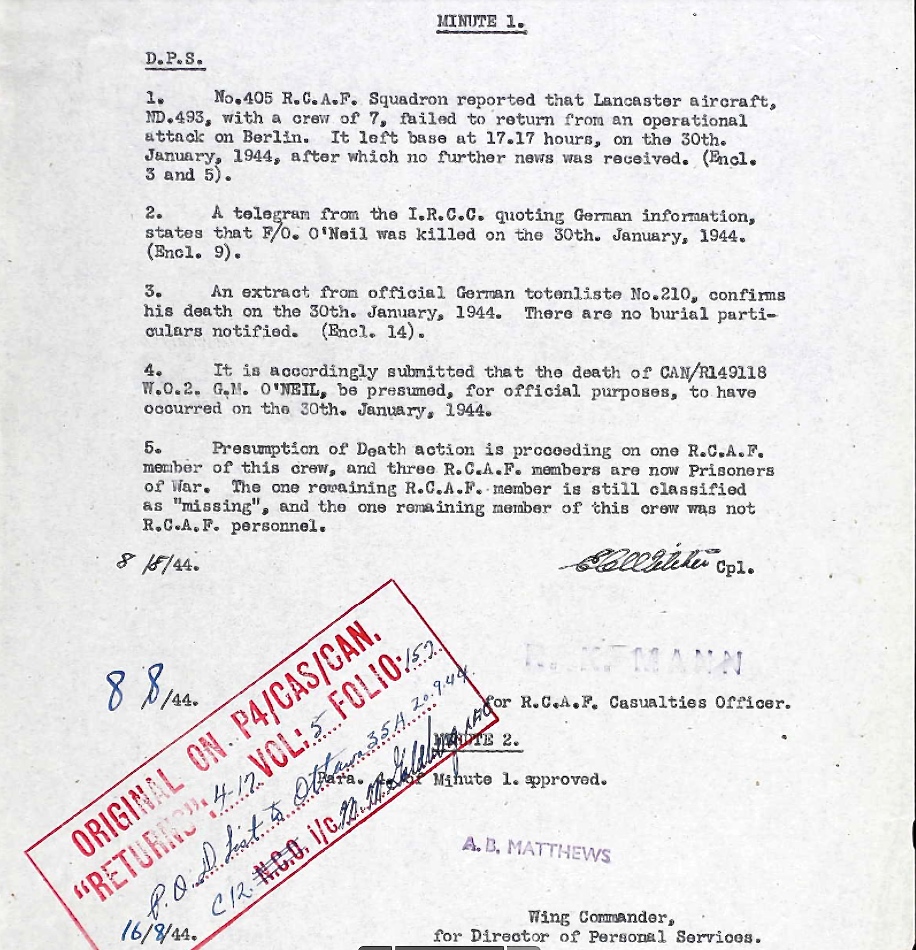 MINUTE 1.
D.P.S.
1. No.405 R.C.A.F. Squadron reported that Lancaster aircraft,
ND.493, with a crew of 7, failed to return from an operational
attack on Berlin. It left base at 17.17 hours, on the 30th.
January, 1944, after which no further news was received. (Encl.
3 and 5).
2. A telegram from the I.R.C.C. quoting German information,
states that F/O. O'Neil was killed on the 30th. January, 1944.
(Encl. 9).
3. An extract from official German totenliste No.210, confirms
his death on the 30th. January, 1944. There are no burial parti-
culars notified. (Encl. 14).
4. It is accordingly submitted that the death of CAN/R149118
W.O.2. G.M. O'NEIL, be presumed, for official purposes, to have
occurred on the 30th. January, 1944.
5. Presumption of Death action is proceeding on one R.C.A.F.
member of this crew, and three R.C.A.F. members are now Prisoners
of War. The one remaining R.C.A.F. member is still classified
as "missing", and the one remaining member of this crew was not
R.C.A.F. personnel.
8/8/44. Cpl.
8/8/44.
for R.C.A.F. Casualties Officer.
ORIGINAL ON P4/CAS/CAN.
"RETURNS". 4-17. VOL: 5 FOLIO: 152
P.O.D. List to Ottawa 35A 20.9.44
C12. N.C.O. i/c
MINUTE 2.
Para. of Minute 1. approved.
A. B. MATTHEWS
16/8/44.
Wing Commander,
for Director of Personal Services.